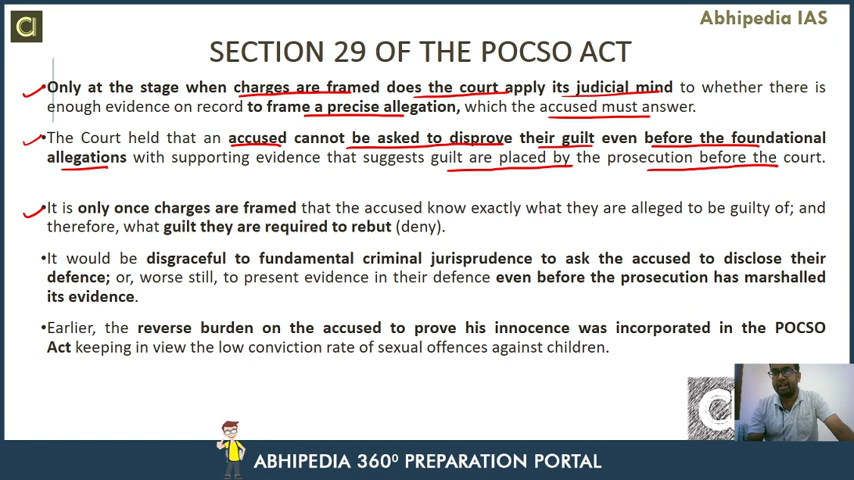 Abhipedia IAS
SECTION 29 OF THE POCSO ACT
•Only at the stage when charges are framed does the court apply its judicial mind to whether there is
enough evidence on record to frame a precise allegation, which the accused must answer.
•The Court held that an accused cannot be asked to disprove their guilt even before the foundational
allegations with supporting evidence that suggests guilt are placed by the prosecution before the court.
•It is only once charges are framed that the accused know exactly what they are alleged to be guilty of; and
therefore, what guilt they are required to rebut (deny).
•It would be disgraceful to fundamental criminal jurisprudence to ask the accused to disclose their
defence; or, worse still, to present evidence in their defence even before the prosecution has marshalled
its evidence.
•Earlier, the reverse burden on the accused to prove his innocence was incorporated in the POCSO
Act keeping in view the low conviction rate of sexual offences against children.
ABHIPEDIA 360⁰ PREPARATION PORTAL